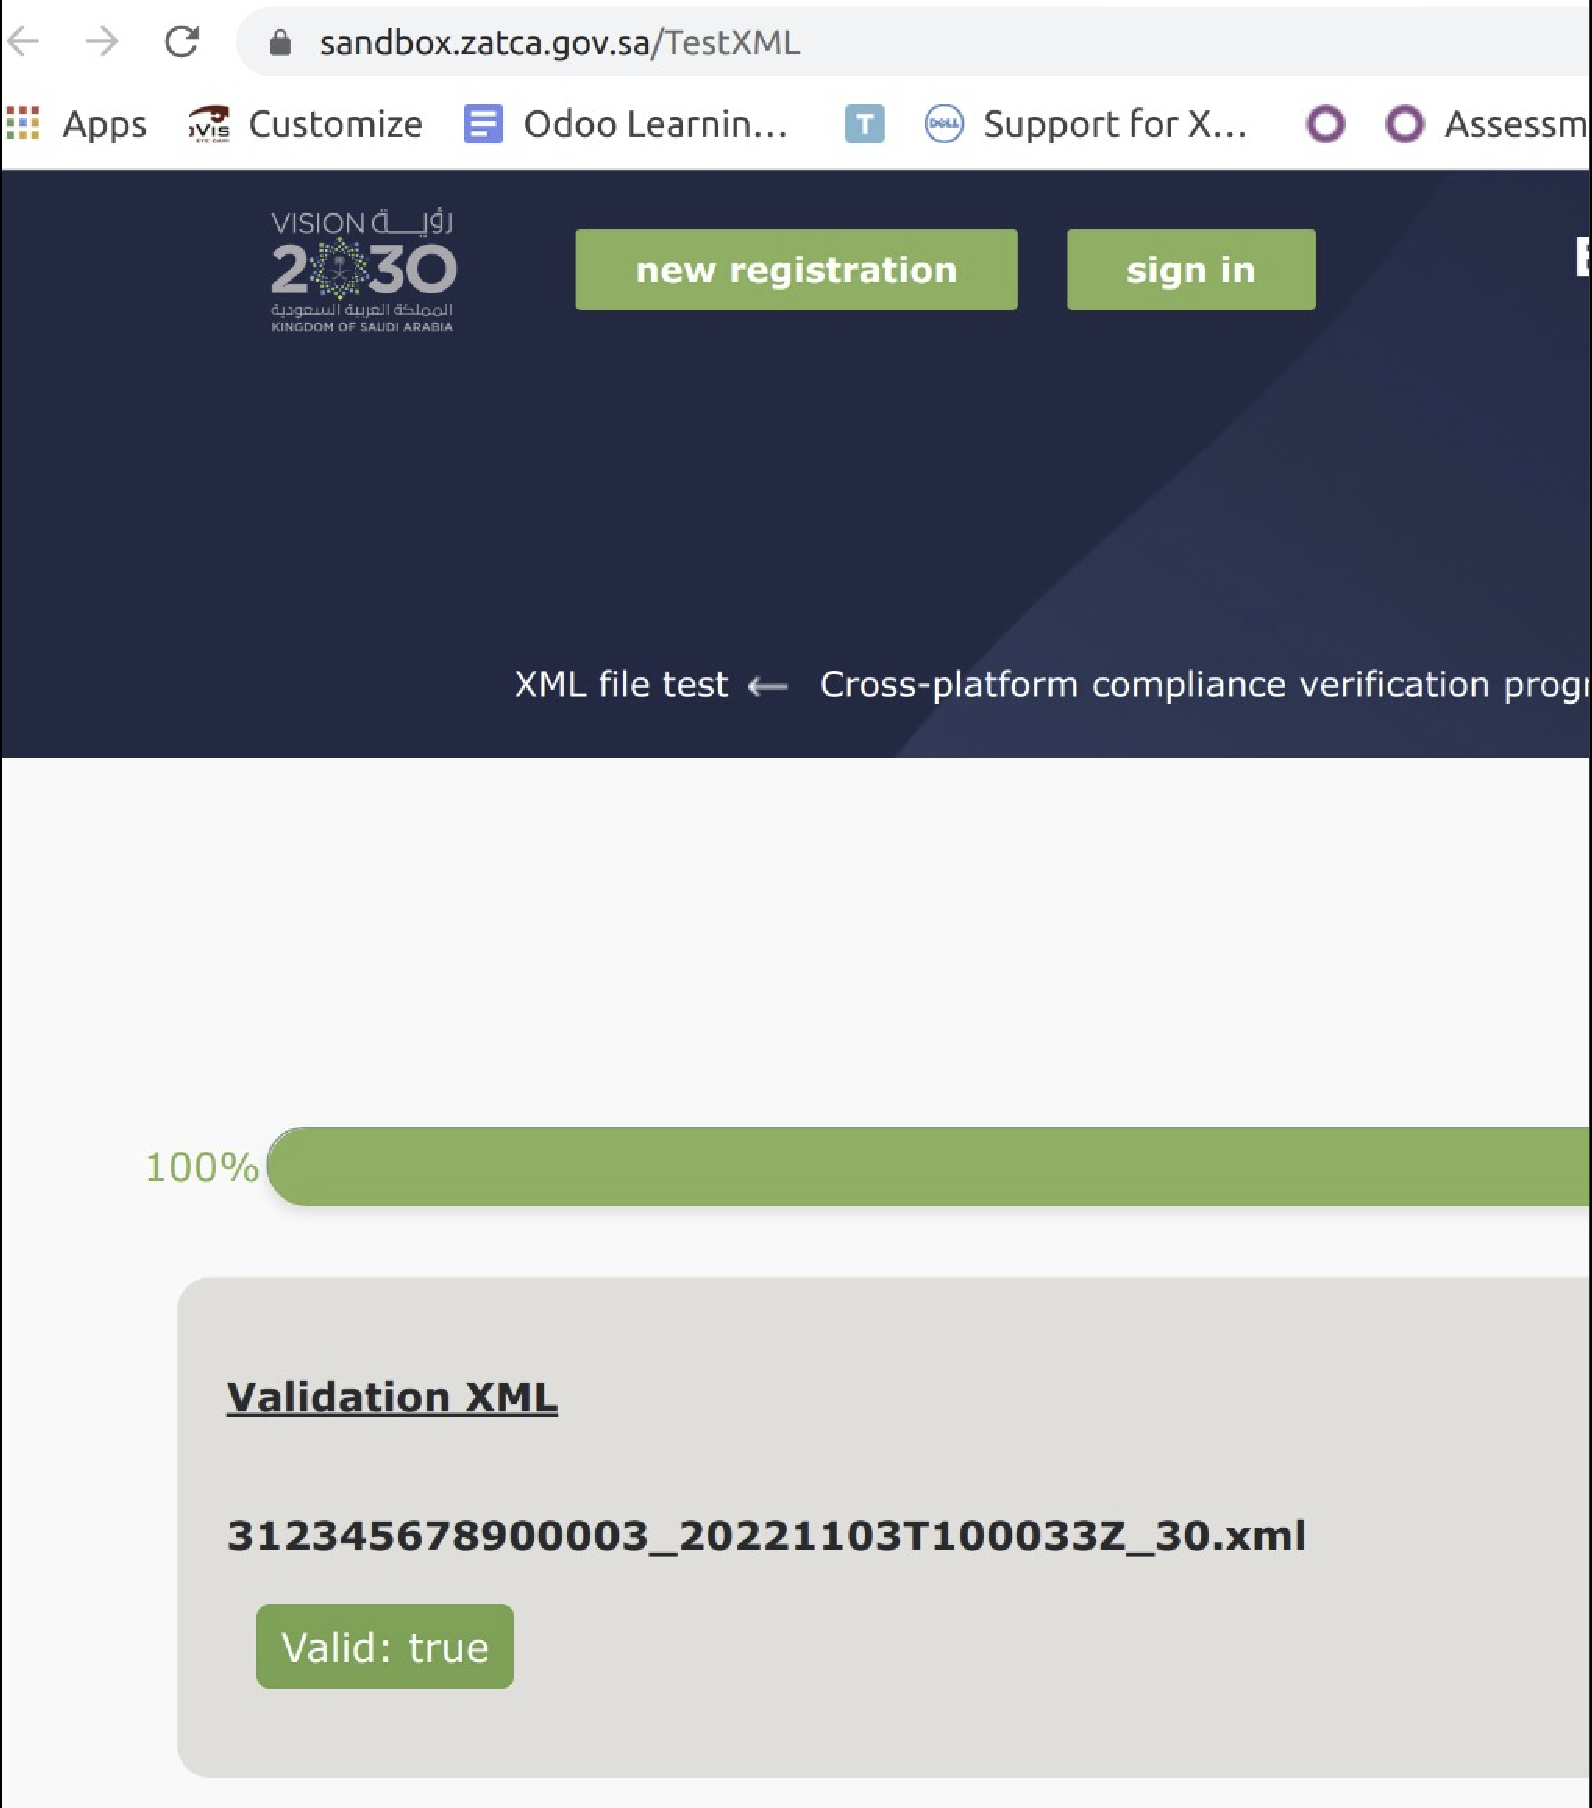 sandbox.zatca.gov.sa/TestXML
Apps
Customize
Odoo Learnin...
T
DELL
Support for X...
Assessm
VISION رؤيــة
2030
المملكة العربية السعودية
KINGDOM OF SAUDI ARABIA
new registration
sign in
XML file test ← Cross-platform compliance verification progr
100%
Validation XML
312345678900003_20221103T100033Z_30.xml
Valid: true